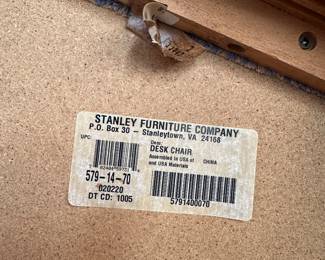 STANLEY FURNITURE COMPANY
P.O. Box 30 - Stanleytown, VA 24168
UPC:
Item:
DESK CHAIR
Assembled in USA of CHINA
and USA Materials
579-14-70
020220
DT CD: 1005
5791400070